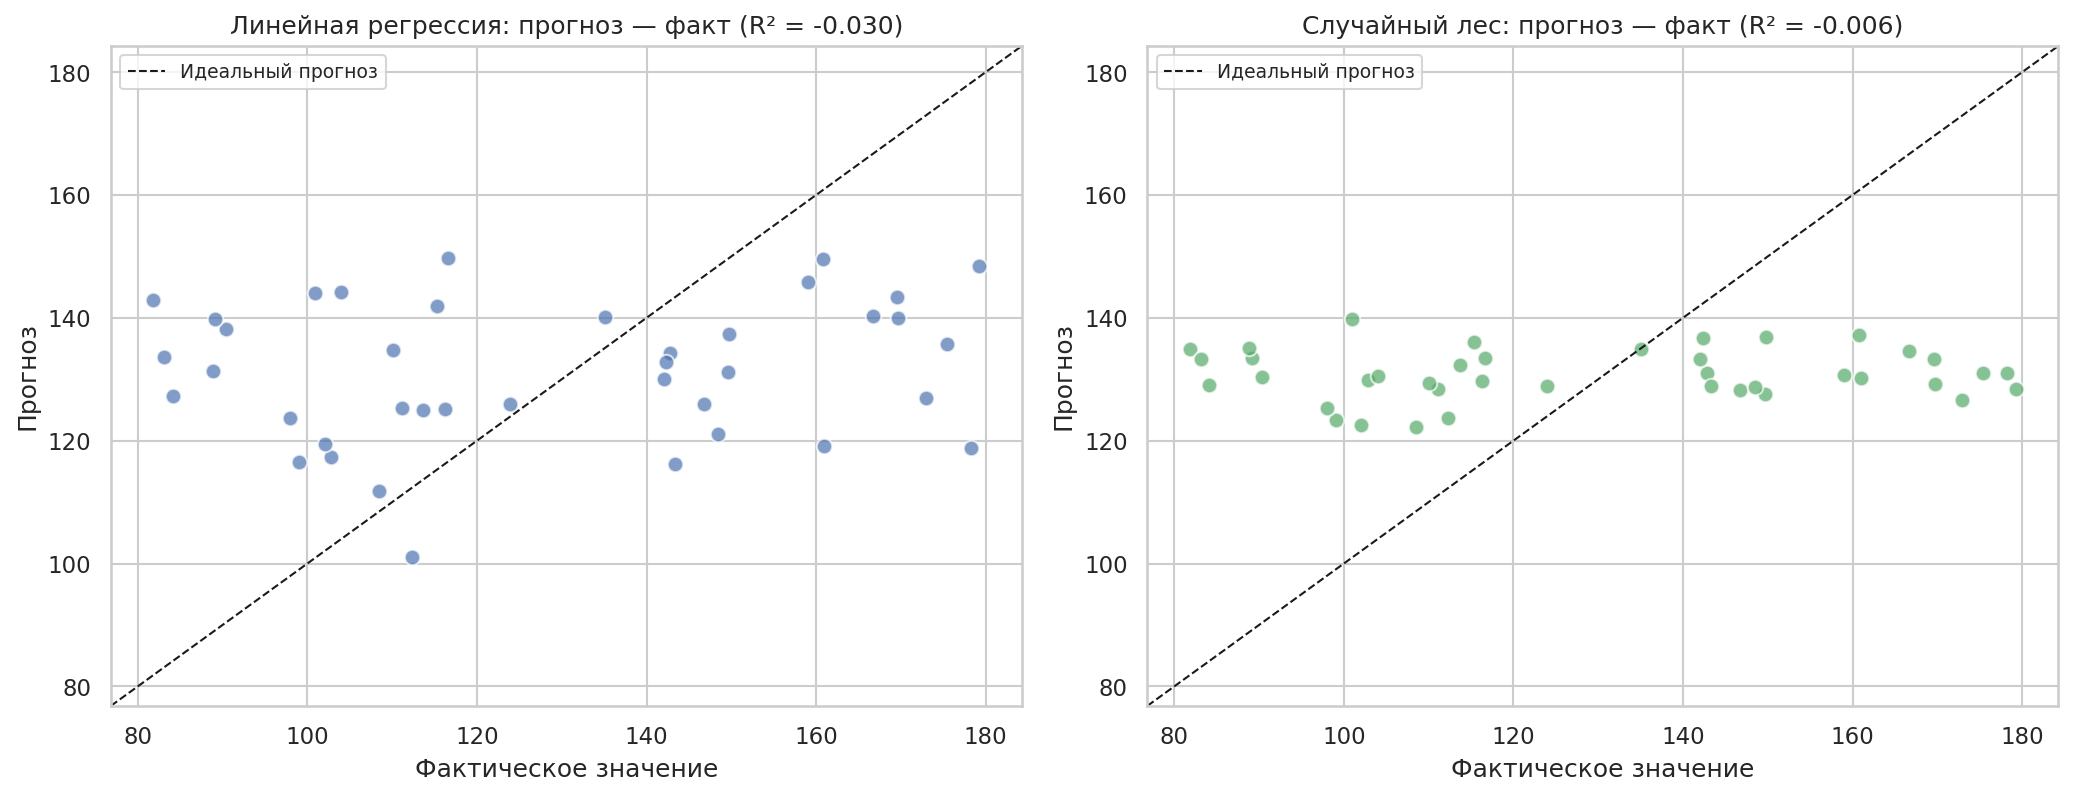 Линейная регрессия: прогноз — факт (R² = -0.030)
Идеальный прогноз
Прогноз
180
160
140
120
100
80
80 100 120 140 160 180
Фактическое значение
Случайный лес: прогноз — факт (R² = -0.006)
Идеальный прогноз
Прогноз
180
160
140
120
100
80
80 100 120 140 160 180
Фактическое значение